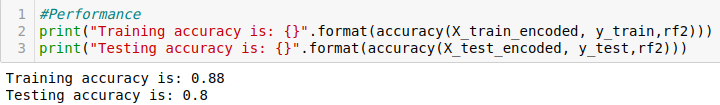 1 #Performance
2 print("Training accuracy is: {}".format(accuracy(X_train_encoded, y_train,rf2)))
3 print("Testing accuracy is: {}".format(accuracy(X_test_encoded, y_test,rf2)))
Training accuracy is: 0.88
Testing accuracy is: 0.8